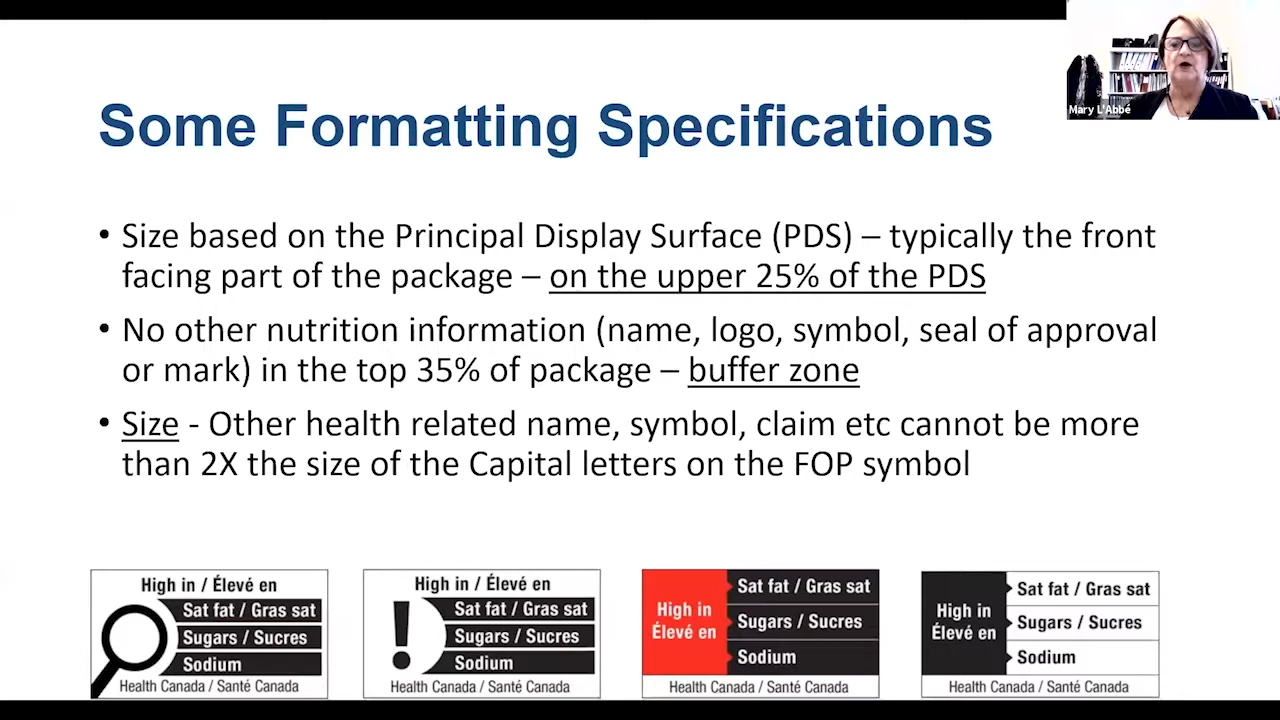 Mary L'Abbé
Some Formatting Specifications
• Size based on the Principal Display Surface (PDS) – typically the front
facing part of the package – on the upper 25% of the PDS
• No other nutrition information (name, logo, symbol, seal of approval
or mark) in the top 35% of package – buffer zone
• Size - Other health related name, symbol, claim etc cannot be more
than 2X the size of the Capital letters on the FOP symbol
High in / Élevé en
Sat fat / Gras sat
Sugars / Sucres
Sodium
Health Canada / Santé Canada
High in / Élevé en
!
Sat fat / Gras sat
Sugars / Sucres
Sodium
Health Canada / Santé Canada
High in
Élevé en
Sat fat / Gras sat
Sugars / Sucres
Sodium
Health Canada / Santé Canada
High in
Élevé en
Sat fat / Gras sat
Sugars / Sucres
Sodium
Health Canada / Santé Canada